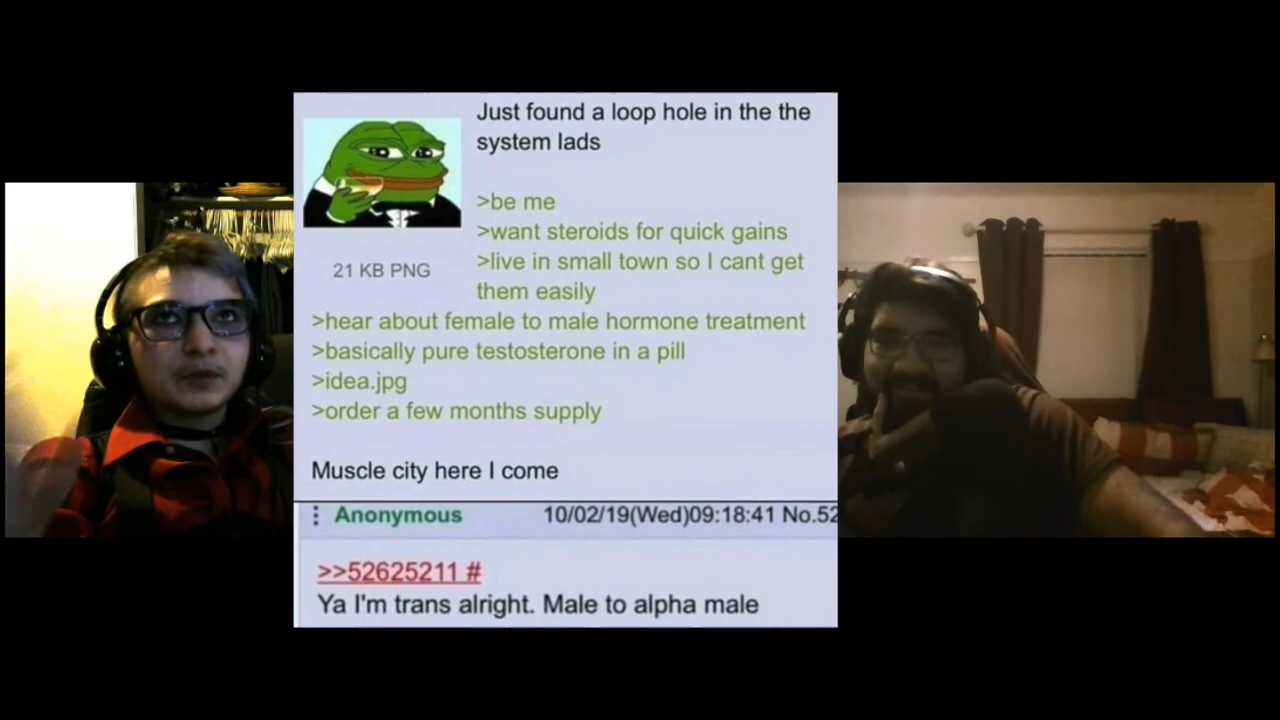 Just found a loop hole in the the
system lads
>be me
>want steroids for quick gains
>live in small town so I cant get
them easily
21 KB PNG
>hear about female to male hormone treatment
>basically pure testosterone in a pill
>idea.jpg
>order a few months supply
Muscle city here I come
Anonymous 10/02/19(Wed)09:18:41 No.52
>>52625211 #
Ya I'm trans alright. Male to alpha male